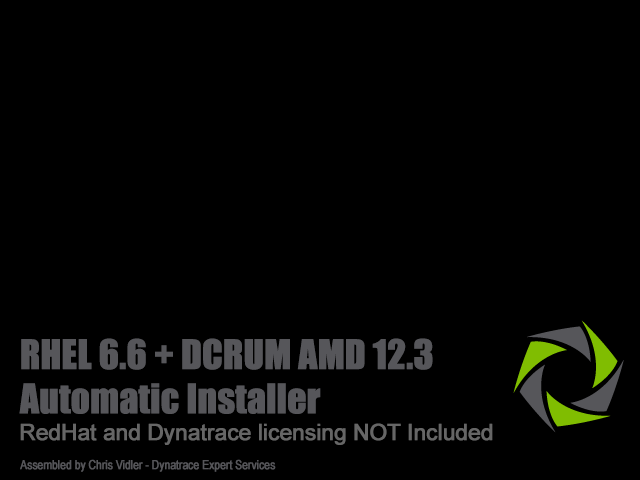 RHEL 6.6 + DCRUM AMD 12.3
Automatic Installer
RedHat and Dynatrace licensing NOT Included
Assembled by Chris Vidler - Dynatrace Expert Services